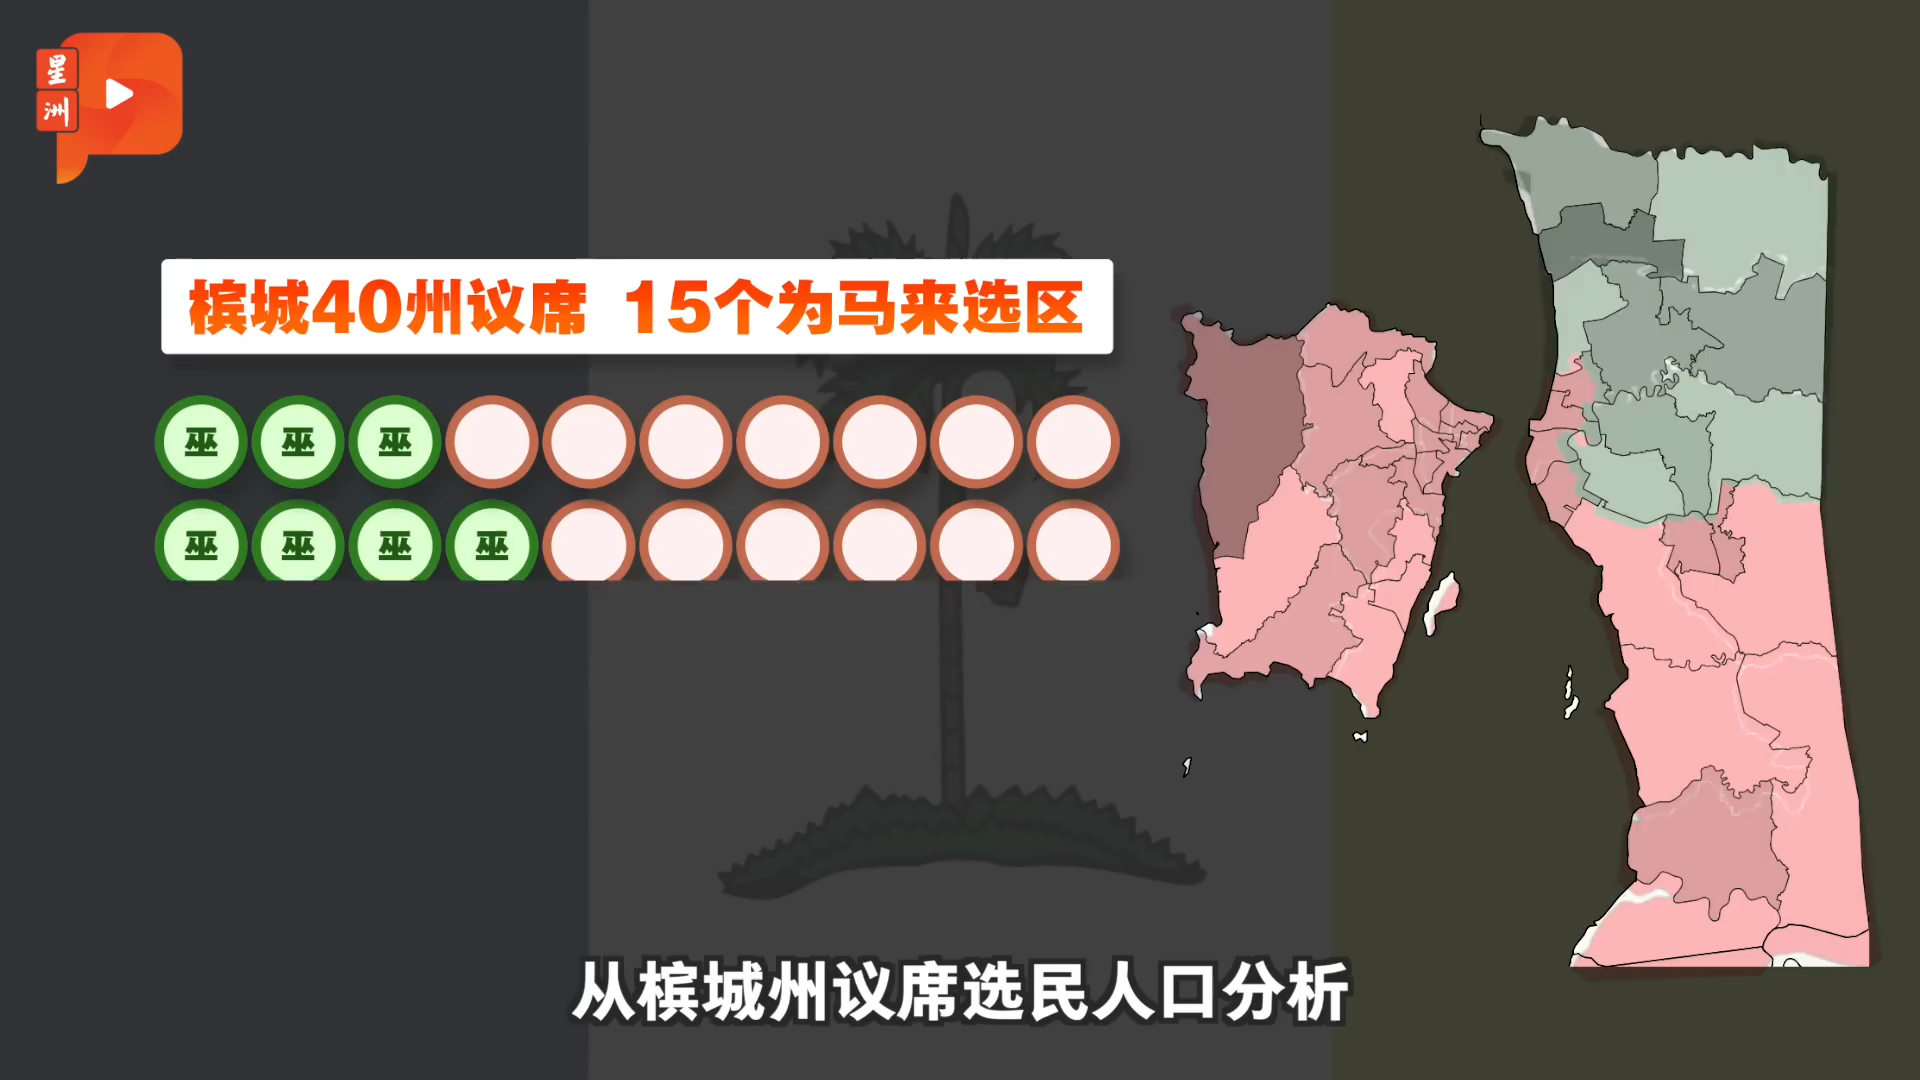 星洲
槟城40州议席 15个为马来选区
巫 巫 巫
巫 巫 巫 巫
从槟城州议席选民人口分析